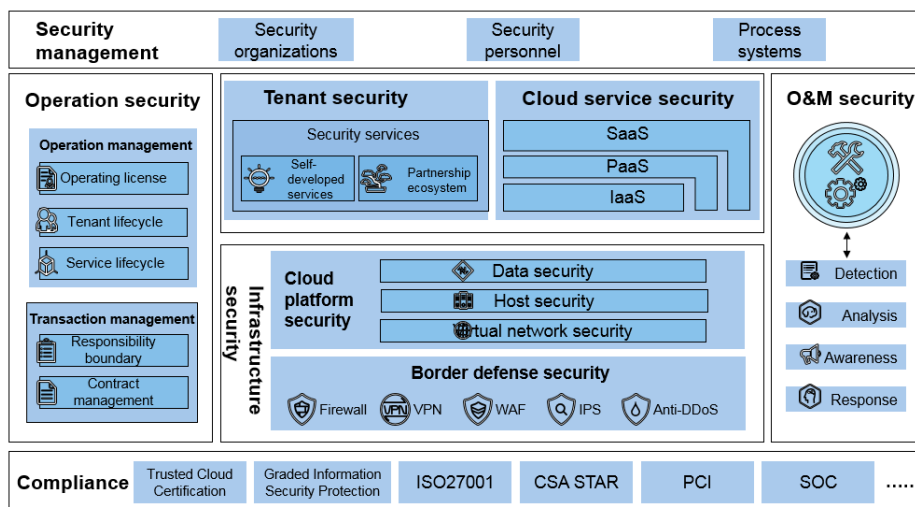 Security
management
Security
organizations
Security
personnel
Process
systems
Operation security
Operation management
Operating license
Tenant lifecycle
Service lifecycle
Transaction management
Responsibility
boundary
Contract
management
Tenant security
Security services
Self-
developed
services
Partnership
ecosystem
Cloud service security
SaaS
PaaS
IaaS
Infrastructure
security
Cloud
platform
security
Data security
Host security
Virtual network security
Border defense security
Firewall
VPN
VPN
WAF
IPS
Anti-DDoS
O&M security
Detection
Analysis
Awareness
Response
Compliance
Trusted Cloud
Certification
Graded Information
Security Protection
ISO27001
CSA STAR
PCI
SOC
.....